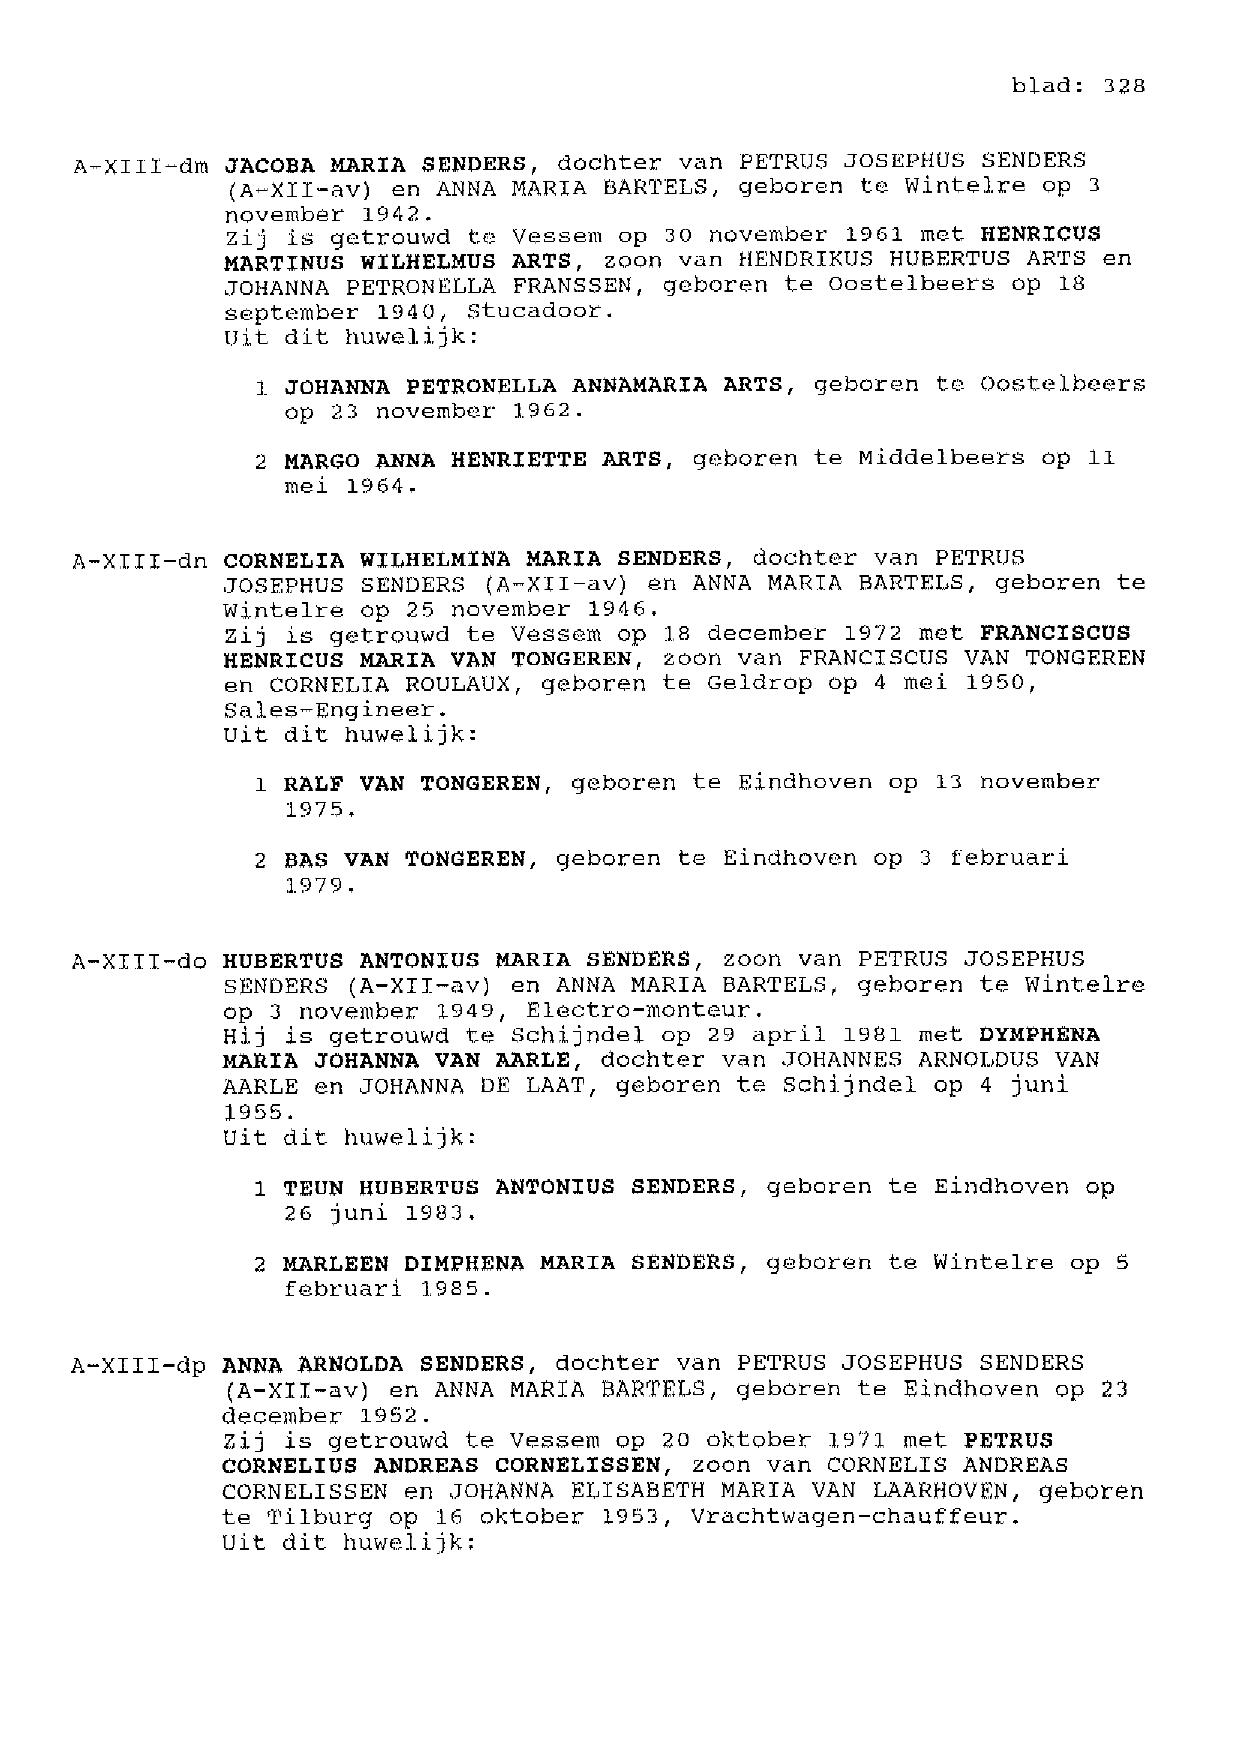 blad: 328
A-XIII-dm JACOBA MARIA SENDERS, dochter van PETRUS JOSEPHUS SENDERS
(A-XII-av) en ANNA MARIA BARTELS, geboren te Wintelre op 3
november 1942.
Zij is getrouwd te Vessem op 30 november 1961 met HENRICUS
MARTINUS WILHELMUS ARTS, zoon van HENDRIKUS HUBERTUS ARTS en
JOHANNA PETRONELLA FRANSSEN, geboren te Oostelbeers op 18
september 1940, Stucadoor.
Uit dit huwelijk:
1 JOHANNA PETRONELLA ANNAMARIA ARTS, geboren te Oostelbeers
op 23 november 1962.
2 MARGO ANNA HENRIETTE ARTS, geboren te Middelbeers op 11
mei 1964.
A-XIII-dn CORNELIA WILHELMINA MARIA SENDERS, dochter van PETRUS
JOSEPHUS SENDERS (A-XII-av) en ANNA MARIA BARTELS, geboren te
Wintelre op 25 november 1946.
Zij is getrouwd te Vessem op 18 december 1972 met FRANCISCUS
HENRICUS MARIA VAN TONGEREN, zoon van FRANCISCUS VAN TONGEREN
en CORNELIA ROULAUX, geboren te Geldrop op 4 mei 1950,
Sales-Engineer.
Uit dit huwelijk:
1 RALF VAN TONGEREN, geboren te Eindhoven op 13 november
1975.
2 BAS VAN TONGEREN, geboren te Eindhoven op 3 februari
1979.
A-XIII-do HUBERTUS ANTONIUS MARIA SENDERS, zoon van PETRUS JOSEPHUS
SENDERS (A-XII-av) en ANNA MARIA BARTELS, geboren te Wintelre
op 3 november 1949, Electro-monteur.
Hij is getrouwd te Schijndel op 29 april 1981 met DYMPHENA
MARIA JOHANNA VAN AARLE, dochter van JOHANNES ARNOLDUS VAN
AARLE en JOHANNA DE LAAT, geboren te Schijndel op 4 juni
1955.
Uit dit huwelijk:
1 TEUN HUBERTUS ANTONIUS SENDERS, geboren te Eindhoven op
26 juni 1983.
2 MARLEEN DIMPHENA MARIA SENDERS, geboren te Wintelre op 5
februari 1985.
A-XIII-dp ANNA ARNOLDA SENDERS, dochter van PETRUS JOSEPHUS SENDERS
(A-XII-av) en ANNA MARIA BARTELS, geboren te Eindhoven op 23
december 1952.
Zij is getrouwd te Vessem op 20 oktober 1971 met PETRUS
CORNELIUS ANDREAS CORNELISSEN, zoon van CORNELIS ANDREAS
CORNELISSEN en JOHANNA ELISABETH MARIA VAN LAARHOVEN, geboren
te Tilburg op 16 oktober 1953, Vrachtwagen-chauffeur.
Uit dit huwelijk: